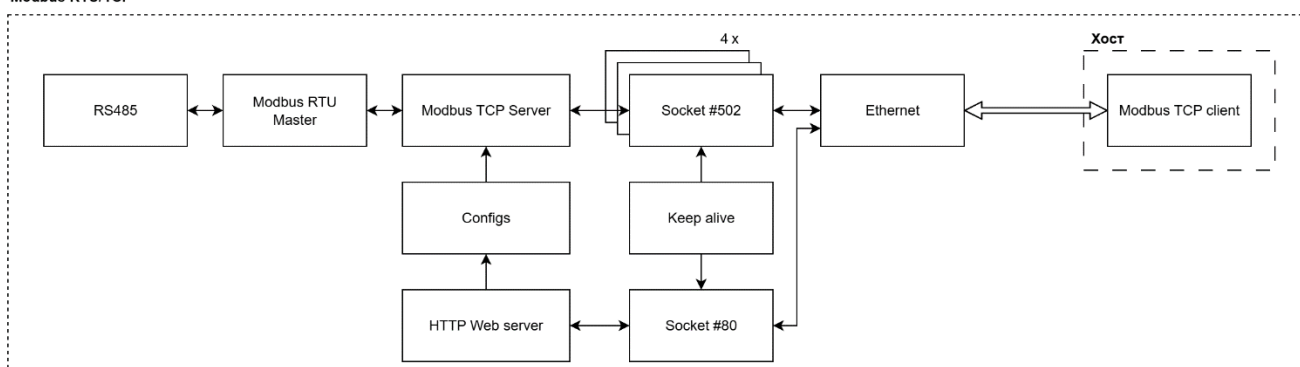 4 x
Хост
RS485
Modbus RTU
Master
Modbus TCP Server
Socket #502
Ethernet
Modbus TCP client
Configs
Keep alive
HTTP Web server
Socket #80